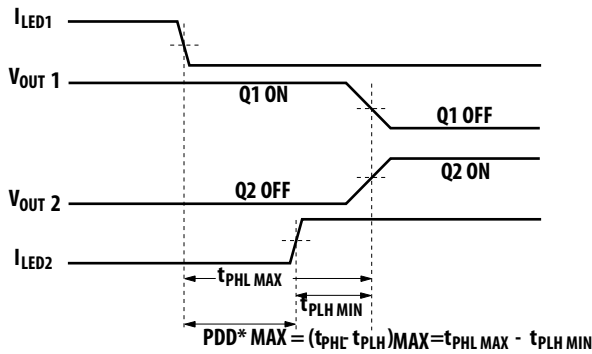 ILED1
VOUT 1
Q1 ON
Q1 OFF
Q2 ON
VOUT 2
Q2 OFF
ILED2
tPHL MAX
tPLH MIN
PDD* MAX = (tPHL- tPLH)MAX=tPHL MAX - tPLH MIN